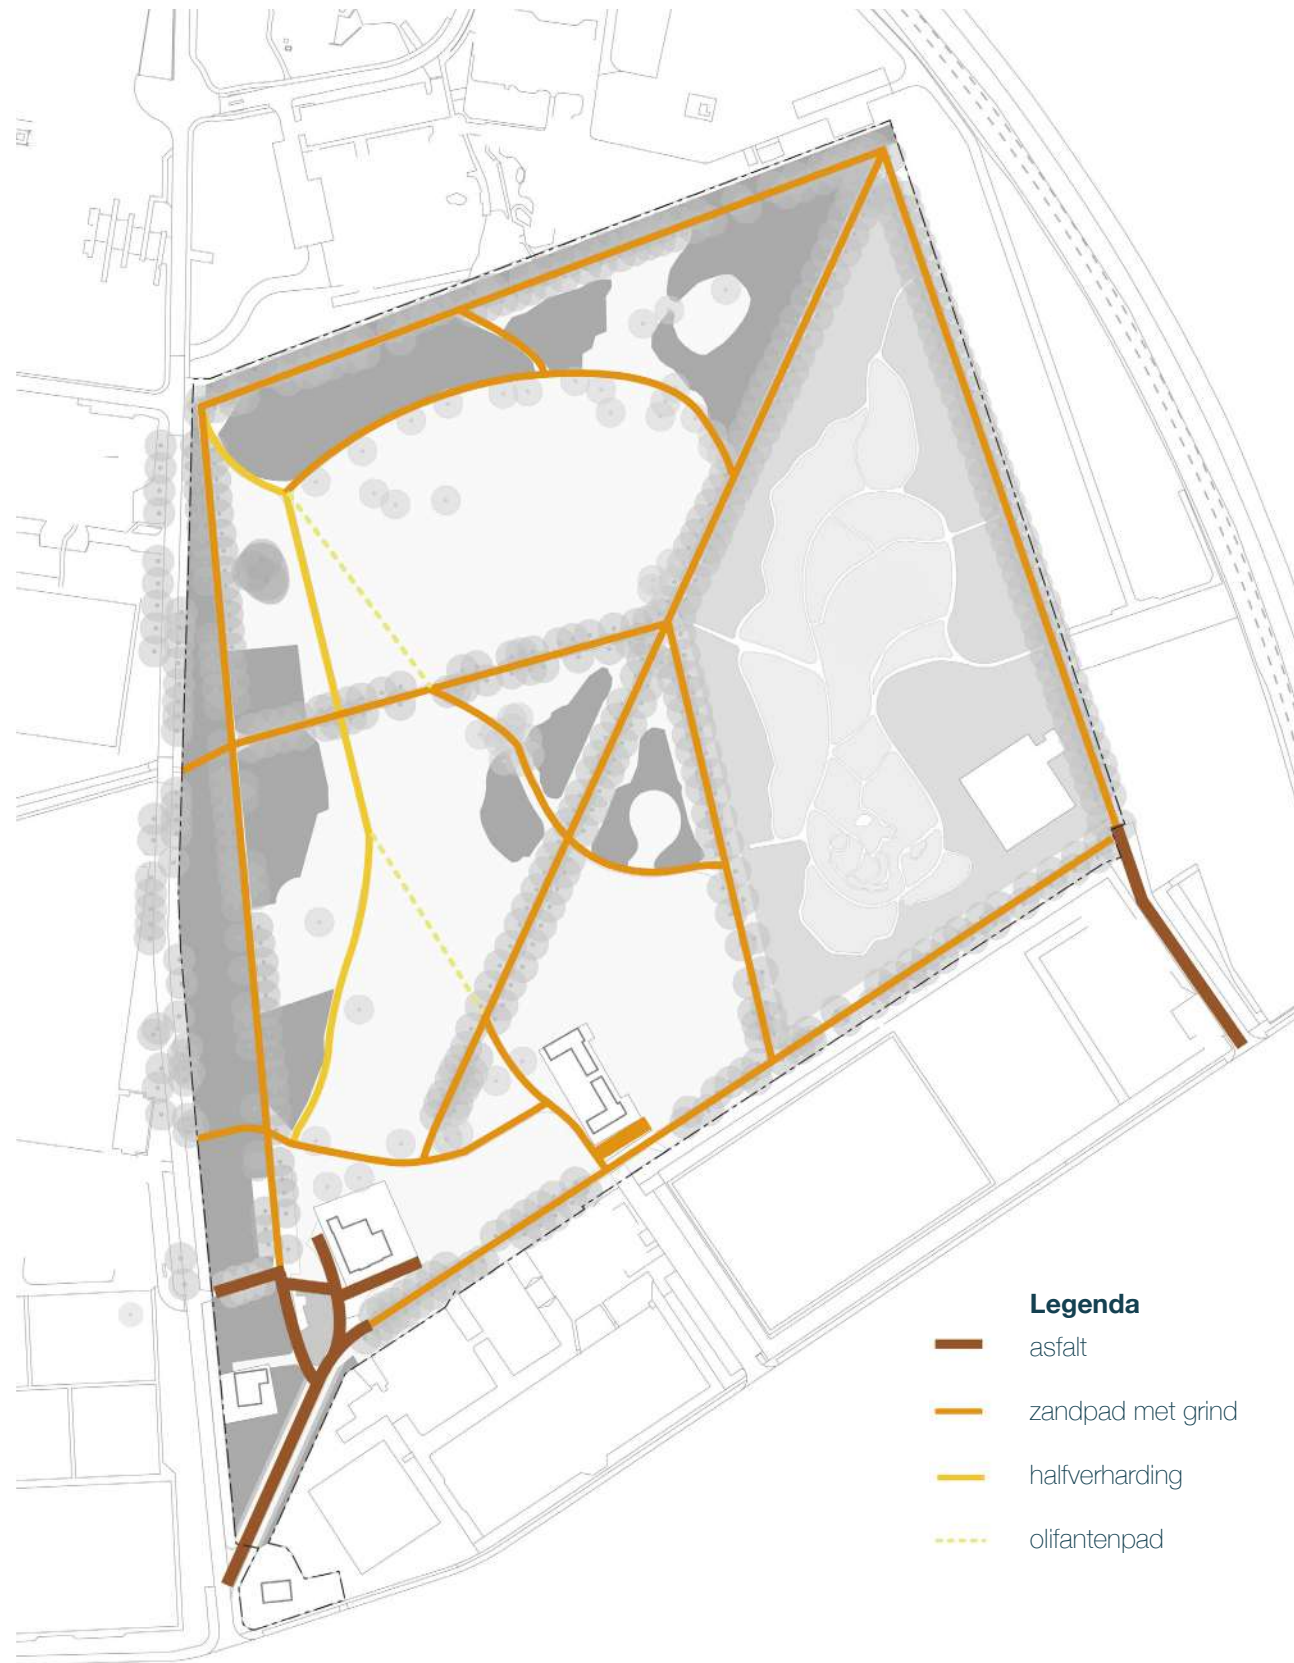 Legenda
asfalt
zandpad met grind
halfverharding
olifantenpad